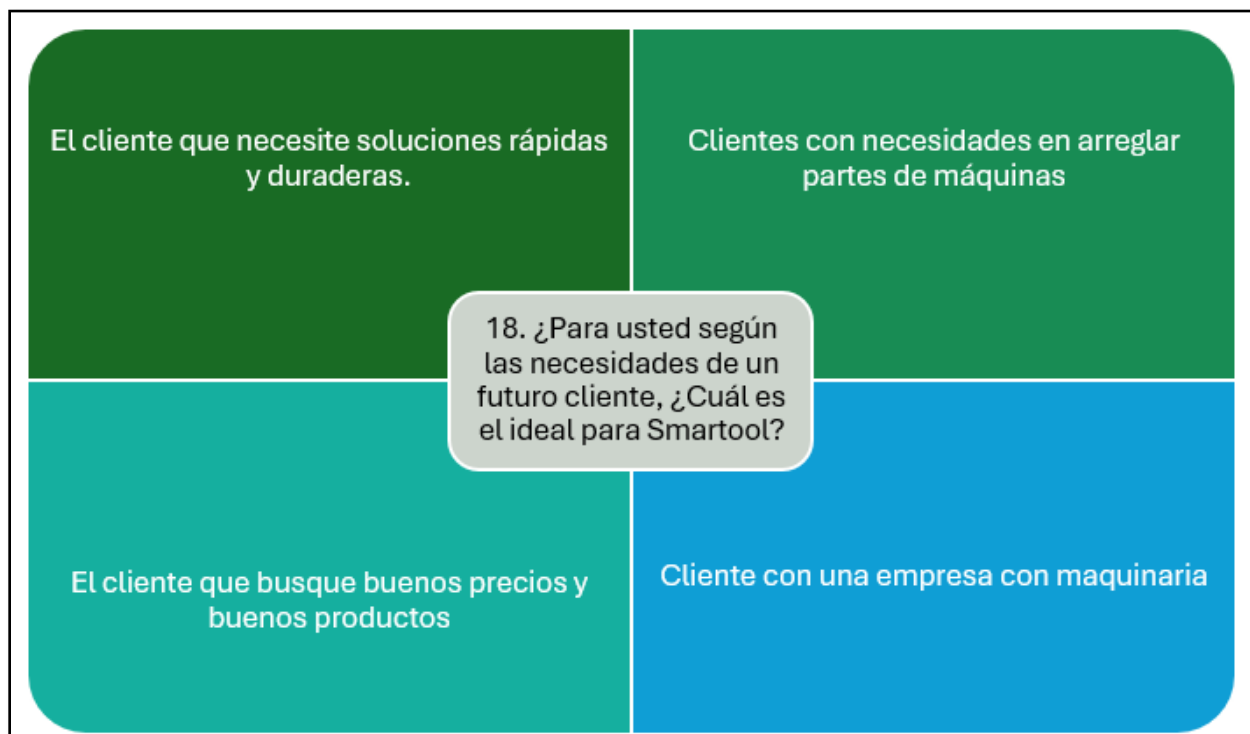 El cliente que necesite soluciones rápidas
y duraderas.
Clientes con necesidades en arreglar
partes de máquinas
18. ¿Para usted según
las necesidades de un
futuro cliente, ¿Cuál es
el ideal para Smartool?
El cliente que busque buenos precios y
buenos productos
Cliente con una empresa con maquinaria